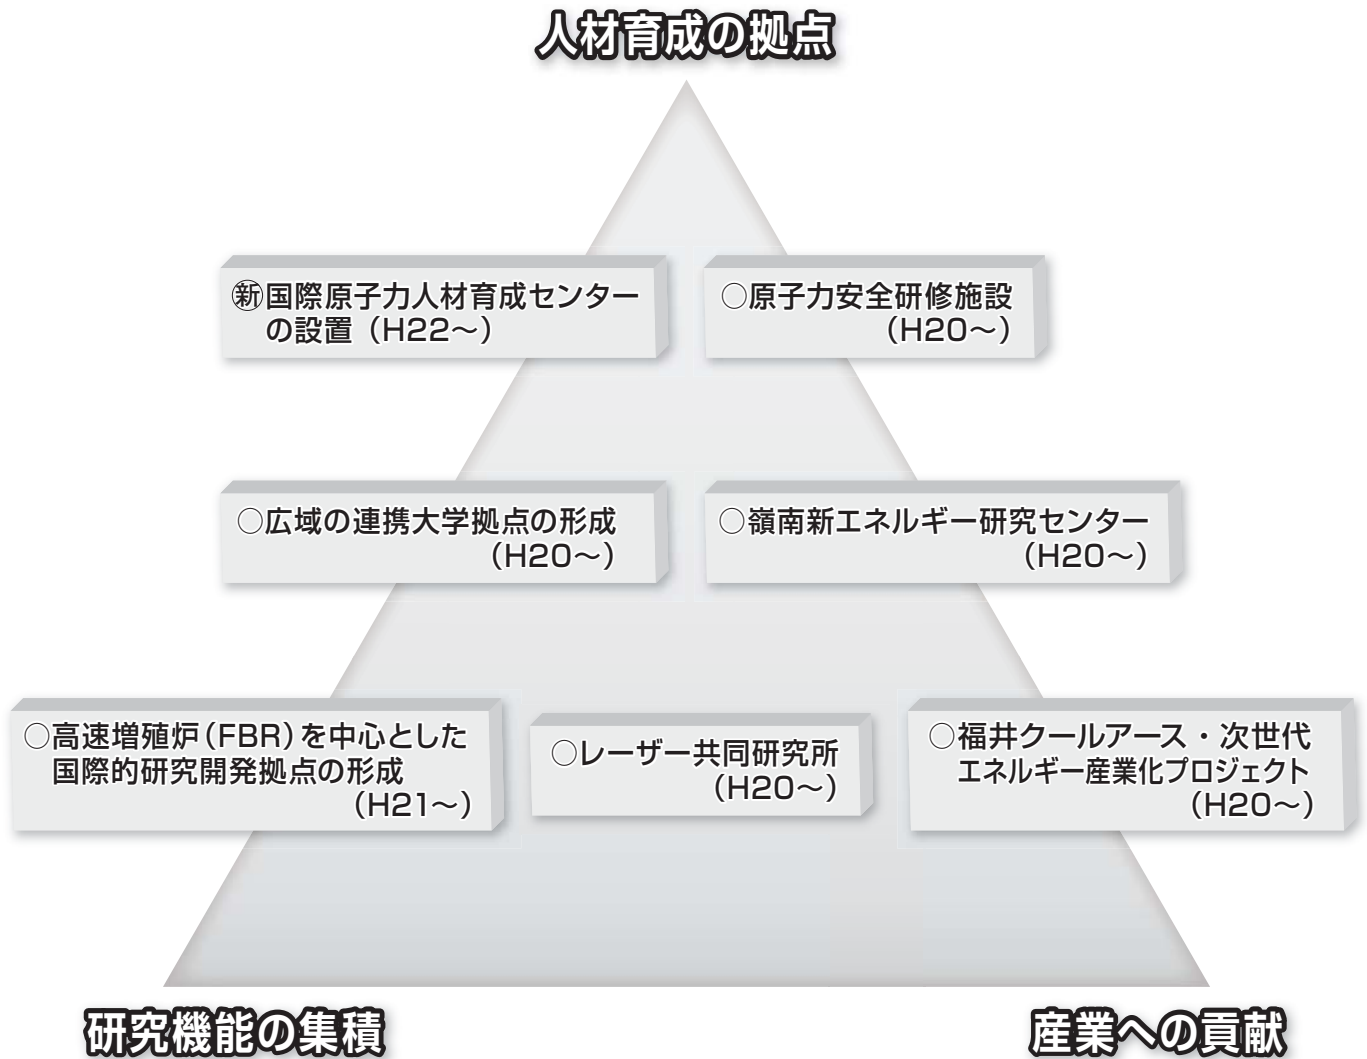 人材育成の拠点
㊟国際原子力人材育成センター
の設置（H22～）
○原子力安全研修施設
（H20～）
○広域の連携大学拠点の形成
（H20～）
○嶺南新エネルギー研究センター
（H20～）
○高速増殖炉（FBR）を中心とした
国際的研究開発拠点の形成
（H21～）
○レーザー共同研究所
（H20～）
○福井クールアース・次世代
エネルギー産業化プロジェクト
（H20～）
研究機能の集積
産業への貢献